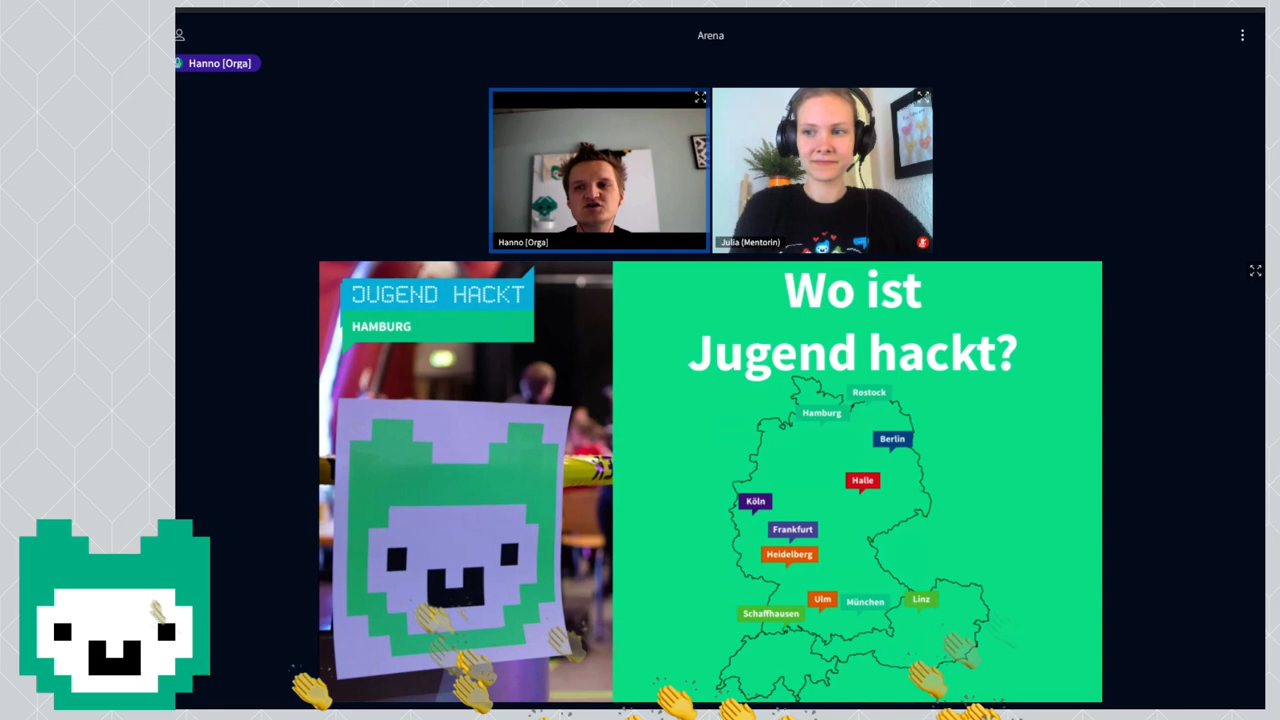 Arena
Hanno [Orga]
Hanno [Orga]
Julia (Mentorin)
JUGEND HACKT
HAMBURG
Wo ist
Jugend hackt?
Rostock
Hamburg
Berlin
Halle
Köln
Frankfurt
Heidelberg
Ulm
München
Linz
Schaffhausen